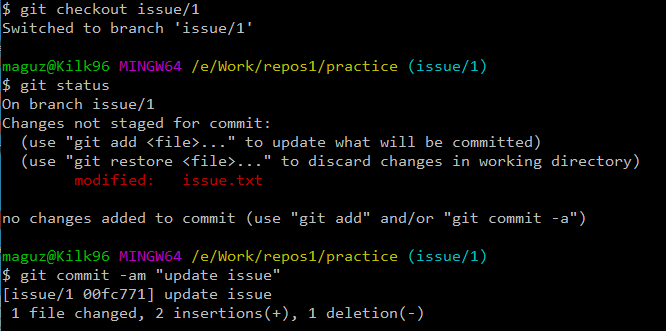 $ git checkout issue/1
Switched to branch 'issue/1'
maguz@Kilk96 MINGW64 /e/Work/repos1/practice (issue/1)
$ git status
On branch issue/1
Changes not staged for commit:
  (use "git add <file>..." to update what will be committed)
  (use "git restore <file>..." to discard changes in working directory)
        modified:   issue.txt
no changes added to commit (use "git add" and/or "git commit -a")
maguz@Kilk96 MINGW64 /e/Work/repos1/practice (issue/1)
$ git commit -am "update issue"
[issue/1 00fc771] update issue
 1 file changed, 2 insertions(+), 1 deletion(-)